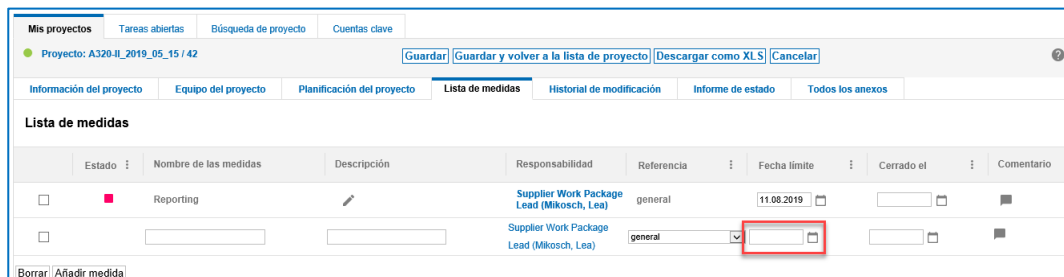 Mis proyectos Tareas abiertas Búsqueda de proyecto Cuentas clave
Proyecto: A320-II_2019_05_15 / 42 Guardar Guardar y volver a la lista de proyecto Descargar como XLS Cancelar ?
Información del proyecto Equipo del proyecto Planificación del proyecto Lista de medidas Historial de modificación Informe de estado Todos los anexos
Lista de medidas
Estado Nombre de las medidas Descripción Responsabilidad Referencia Fecha límite Cerrado el Comentario
Reporting Supplier Work Package general 11.08.2019
Lead (Mikosch, Lea)
Supplier Work Package general
Lead (Mikosch, Lea)
Borrar Añadir medida